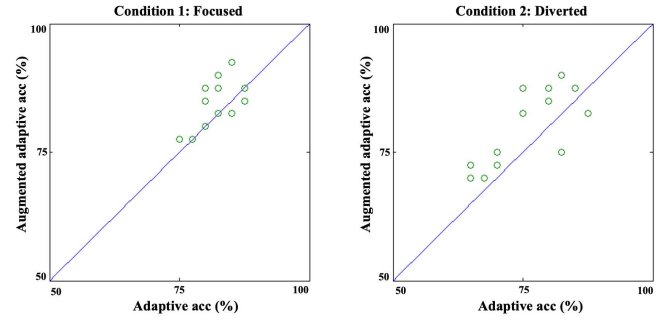 Condition 1: Focused
100
75
50
50
75
100
Augmented adaptive acc (%)
Adaptive acc (%)
Condition 2: Diverted
100
75
50
50
75
100
Augmented adaptive acc (%)
Adaptive acc (%)